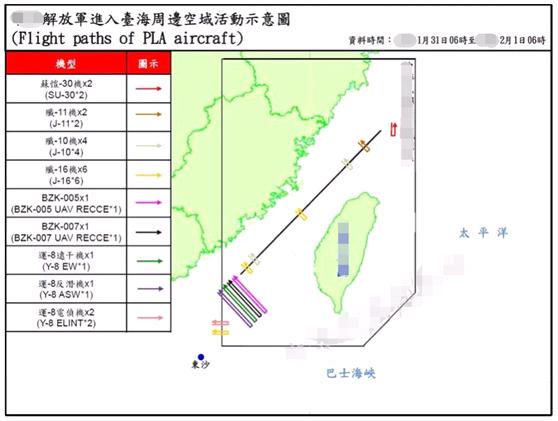 解放軍進入臺海周邊空域活動示意圖
(Flight paths of PLA aircraft)
資料時間：
1月31日06時至
2月1日06時
機型 圖示
蘇愷-30機x2
(SU-30*2)
殲-11機x2
(J-11*2)
殲-10機x4
(J-10*4)
殲-16機x6
(J-16*6)
BZK-005x1
(BZK-005 UAV RECCE*1)
BZK-007x1
(BZK-007 UAV RECCE*1)
運-8遠干機x1
(Y-8 EW*1)
運-8反潛機x1
(Y-8 ASW*1)
運-8電偵機x2
(Y-8 ELINT*2)
太平洋
東沙
巴士海峽